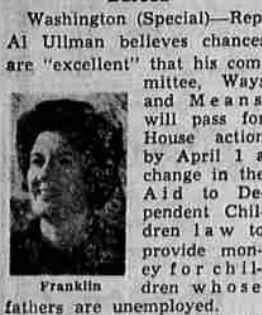 Washington (Special)—Rep
Al Ullman believes chances
are "excellent" that his com-
mittee, Ways
and Means
will pass for
House action
by April 1 a
change in the
Aid to De-
pendent Chil-
dren law to
provide mon-
ey for chil-
dren whose
fathers are unemployed.
Franklin